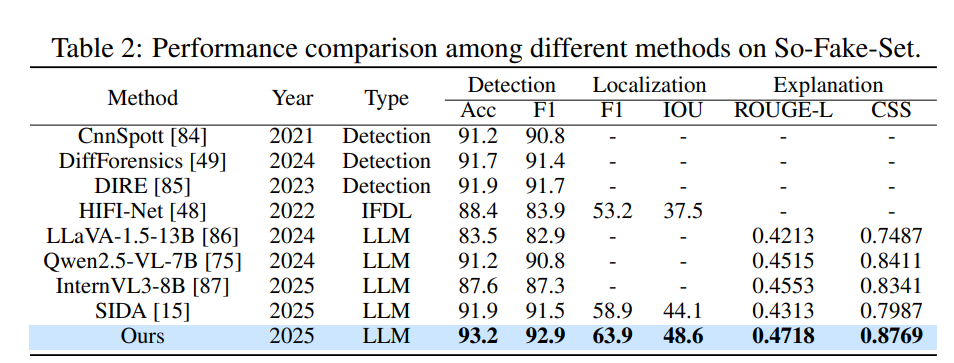 Table 2: Performance comparison among different methods on So-Fake-Set.
Method Year Type Detection Localization Explanation
Acc F1 F1 IOU ROUGE-L CSS
CnnSpott [84] 2021 Detection 91.2 90.8 - - - -
DiffForensics [49] 2024 Detection 91.7 91.4 - - - -
DIRE [85] 2023 Detection 91.9 91.7 - - - -
HIFI-Net [48] 2022 IFDL 88.4 83.9 53.2 37.5 - -
LLaVA-1.5-13B [86] 2024 LLM 83.5 82.9 - - 0.4213 0.7487
Qwen2.5-VL-7B [75] 2024 LLM 91.2 90.8 - - 0.4515 0.8411
InternVL3-8B [87] 2025 LLM 87.6 87.3 - - 0.4553 0.8341
SIDA [15] 2025 LLM 91.9 91.5 58.9 44.1 0.4313 0.7987
Ours 2025 LLM 93.2 92.9 63.9 48.6 0.4718 0.8769